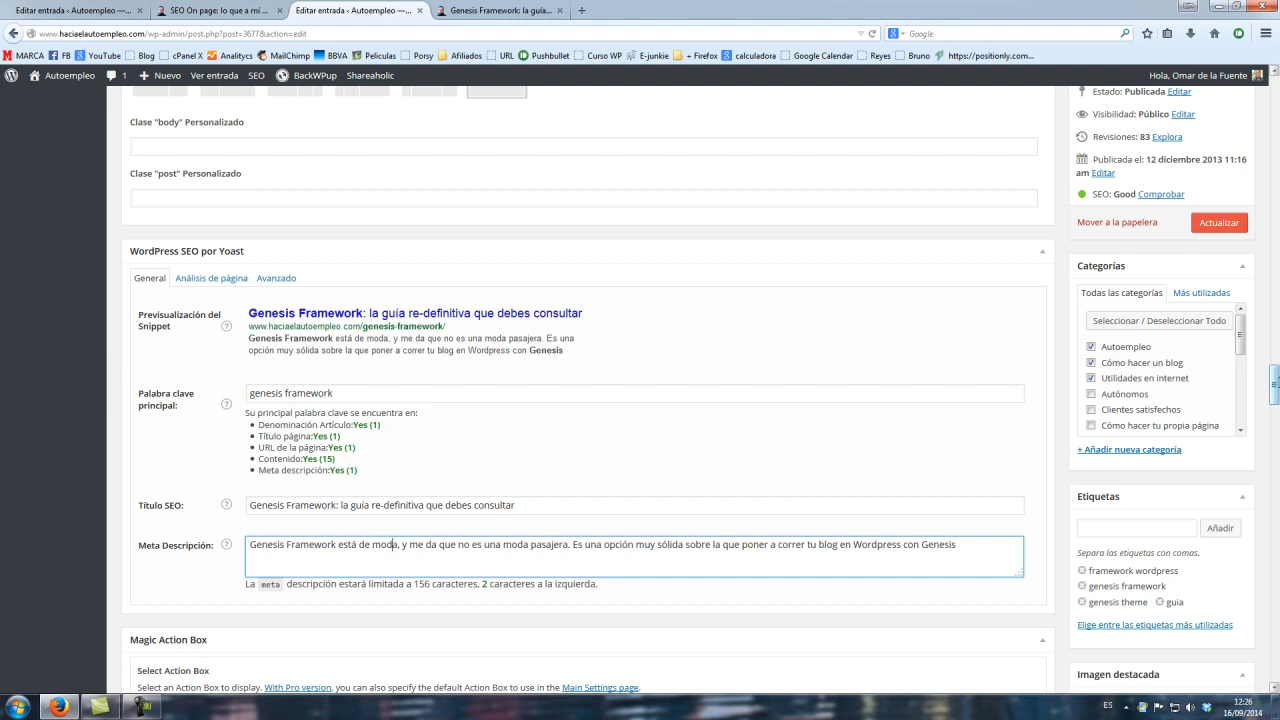 Editar entrada ‹ Autoempleo —... ×
SEO On page: lo que a mí ... ×
Editar entrada ‹ Autoempleo —... ×
Genesis Framework: la guía... ×
www.haciaelautoempleo.com/wp-admin/post.php?post=3677&action=edit
Google
MARCA FB YouTube Blog cPanel X Analitycs MailChimp BBVA Peliculas Porsy Afiliados URL Pushbullet Curso WP E-junkie + Firefox calculadora Google Calendar Reyes Bruno https://positionly.com/
Autoempleo 1 Nuevo Ver entrada SEO BackWPup Shareaholic Hola, Omar de la Fuente
Clase "body" Personalizado
Clase "post" Personalizado
WordPress SEO por Yoast
General Análisis de página Avanzado
Previsualización del
Snippet
Genesis Framework: la guía re-definitiva que debes consultar
www.haciaelautoempleo.com/genesis-framework/
Genesis Framework está de moda, y me da que no es una moda pasajera. Es una
opción muy sólida sobre la que poner a correr tu blog en Wordpress con Genesis
Palabra clave
principal:
genesis framework
Su principal palabra clave se encuentra en:
Denominación Artículo:Yes (1)
Título página:Yes (1)
URL de la página:Yes (1)
Contenido:Yes (15)
Meta descripción:Yes (1)
Título SEO:
Genesis Framework: la guía re-definitiva que debes consultar
Meta Descripción:
Genesis Framework está de moda, y me da que no es una moda pasajera. Es una opción muy sólida sobre la que poner a correr tu blog en Wordpress con Genesis
La meta descripción estará limitada a 156 caracteres, 2 caracteres a la izquierda.
Magic Action Box
Select Action Box
Select an Action Box to display. With Pro version, you can also specify the default Action Box to use in the Main Settings page.
Estado: Publicada Editar
Visibilidad: Público Editar
Revisiones: 83 Explora
Publicada el: 12 diciembre 2013 11:16
am Editar
SEO: Good Comprobar
Mover a la papelera
Actualizar
Categorías
Todas las categorías Más utilizadas
Seleccionar / Deseleccionar Todo
Autoempleo
Cómo hacer un blog
Utilidades en internet
Autónomos
Clientes satisfechos
Cómo hacer tu propia página
+ Añadir nueva categoría
Etiquetas
Añadir
Separa las etiquetas con comas.
framework wordpress
genesis framework
genesis theme guía
Elige entre las etiquetas más utilizadas
Imagen destacada
ES
12:26
16/09/2014